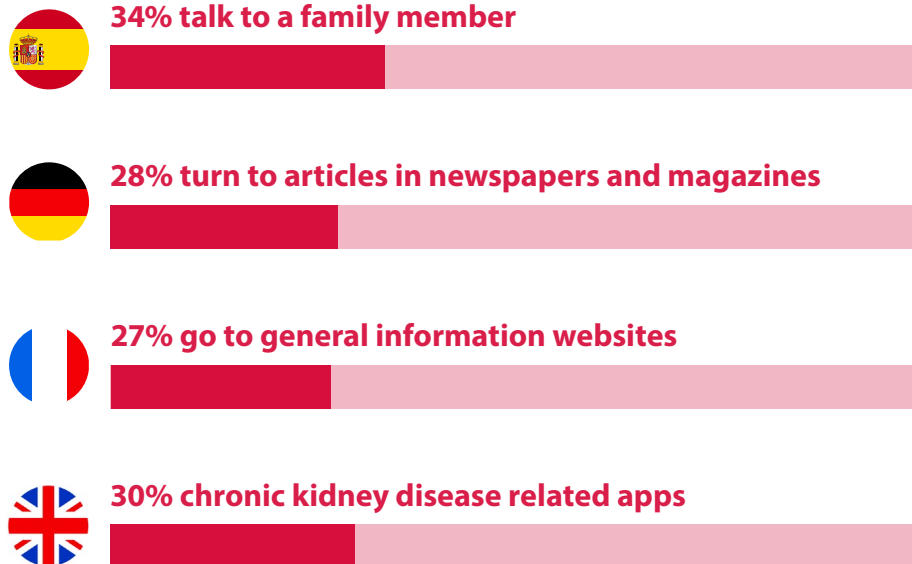 34% talk to a family member
28% turn to articles in newspapers and magazines
27% go to general information websites
30% chronic kidney disease related apps